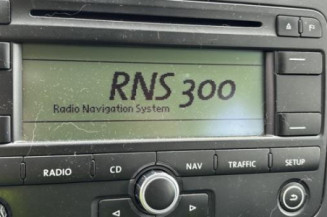 RNS 300
Radio Navigation System
RADIO CD NAV TRAFFIC SETUP